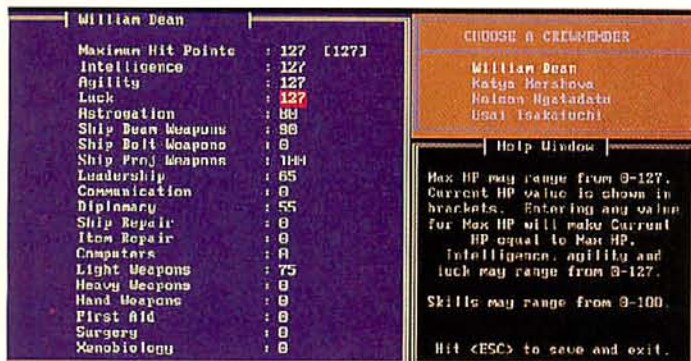 William Dean
Maximum Hit Points : 127 [127]
Intelligence : 127
Agility : 127
Luck : 127
Astrogation : 80
Ship Beam Weapons : 90
Ship Bolt Weapons : 0
Ship Proj Weapons : 100
Leadership : 65
Communication : 0
Diplomacy : 55
Ship Repair : 0
Item Repair : 0
Computers : 0
Light Weapons : 75
Heavy Weapons : 0
Hand Weapons : 0
First Aid : 0
Surgery : 0
Xenobiology : 0
CHOOSE A CREWMEMBER
William Dean
Katya Mershova
Usai
Help Window
Max HP may range from 0-127.
Current HP value is shown in
brackets. Entering any value
for Max HP will make Current
HP equal to Max HP.
Intelligence, agility and
luck may range from 0-127.
Skills may range from 0-100.
Hit <ESC> to save and exit.